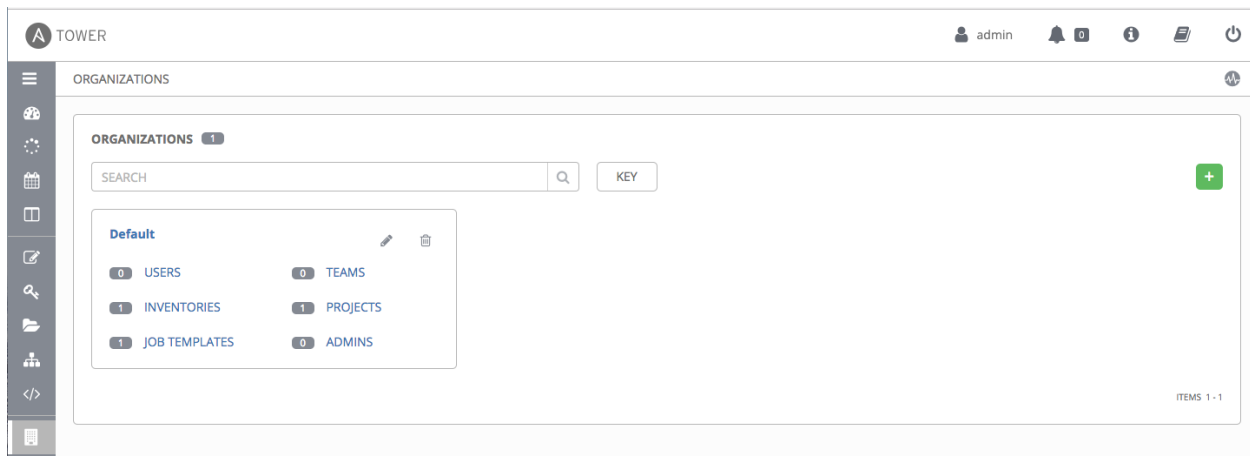 A TOWER admin 0
ORGANIZATIONS
ORGANIZATIONS 1
SEARCH KEY +
Default
0 USERS 0 TEAMS
1 INVENTORIES 1 PROJECTS
1 JOB TEMPLATES 0 ADMINS
ITEMS 1 - 1